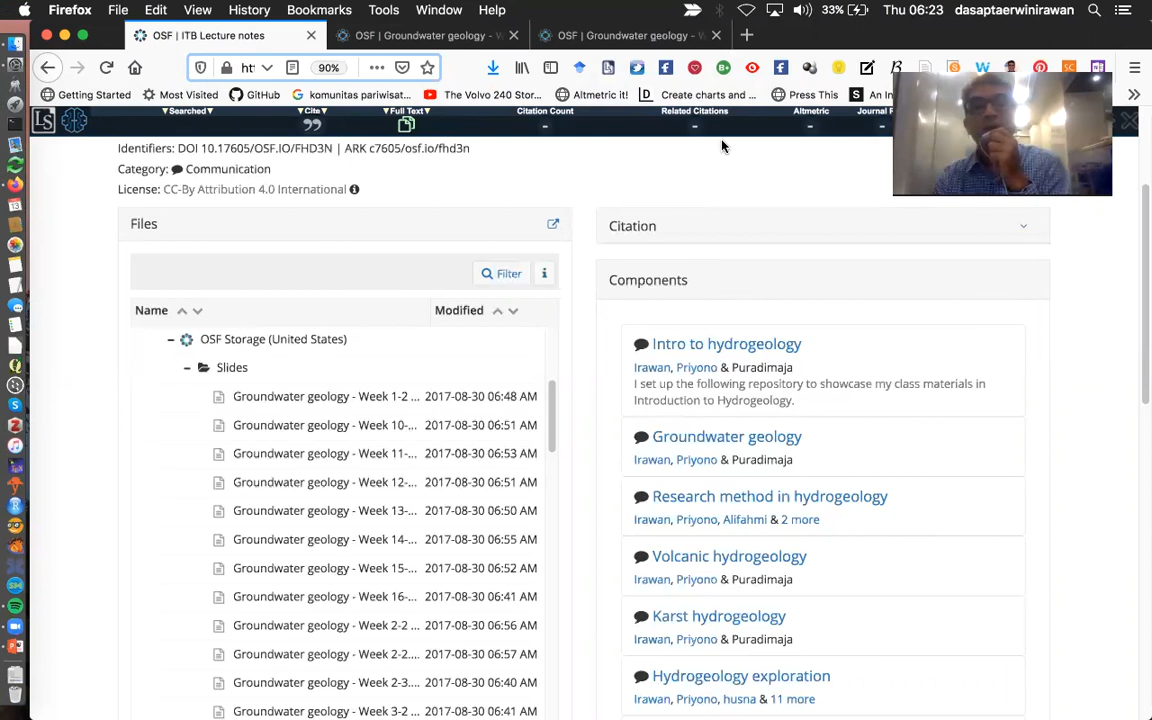 Firefox File Edit View History Bookmarks Tools Window Help 33% Thu 06:23 dasaptaerwinirawan
OSF | ITB Lecture notes OSF | Groundwater geology - W OSF | Groundwater geology - W
90%
Getting Started Most Visited GitHub komunitas pariwisat... The Volvo 240 Stor... Altmetric it! Create charts and ... Press This An In
Searched Cite Full Text Citation Count Related Citations Altmetric Journal
LS - - - -
Identifiers: DOI 10.17605/OSF.IO/FHD3N | ARK c7605/osf.io/fhd3n
Category: Communication
License: CC-By Attribution 4.0 International
Files
Filter
Name Modified
OSF Storage (United States)
Slides
Groundwater geology - Week 1-2 ... 2017-08-30 06:48 AM
Groundwater geology - Week 10-... 2017-08-30 06:51 AM
Groundwater geology - Week 11-... 2017-08-30 06:53 AM
Groundwater geology - Week 12-... 2017-08-30 06:51 AM
Groundwater geology - Week 13-... 2017-08-30 06:50 AM
Groundwater geology - Week 14-... 2017-08-30 06:55 AM
Groundwater geology - Week 15-... 2017-08-30 06:52 AM
Groundwater geology - Week 16-... 2017-08-30 06:41 AM
Groundwater geology - Week 2-2 ... 2017-08-30 06:56 AM
Groundwater geology - Week 2-2... 2017-08-30 06:57 AM
Groundwater geology - Week 2-3... 2017-08-30 06:40 AM
Groundwater geology - Week 3-2 ... 2017-08-30 06:41 AM
Citation
Components
Intro to hydrogeology
Irawan, Priyono & Puradimaja
I set up the following repository to showcase my class materials in
Introduction to Hydrogeology.
Groundwater geology
Irawan, Priyono & Puradimaja
Research method in hydrogeology
Irawan, Priyono, Alifahmi & 2 more
Volcanic hydrogeology
Irawan, Priyono & Puradimaja
Karst hydrogeology
Irawan, Priyono & Puradimaja
Hydrogeology exploration
Irawan, Priyono, husna & 11 more